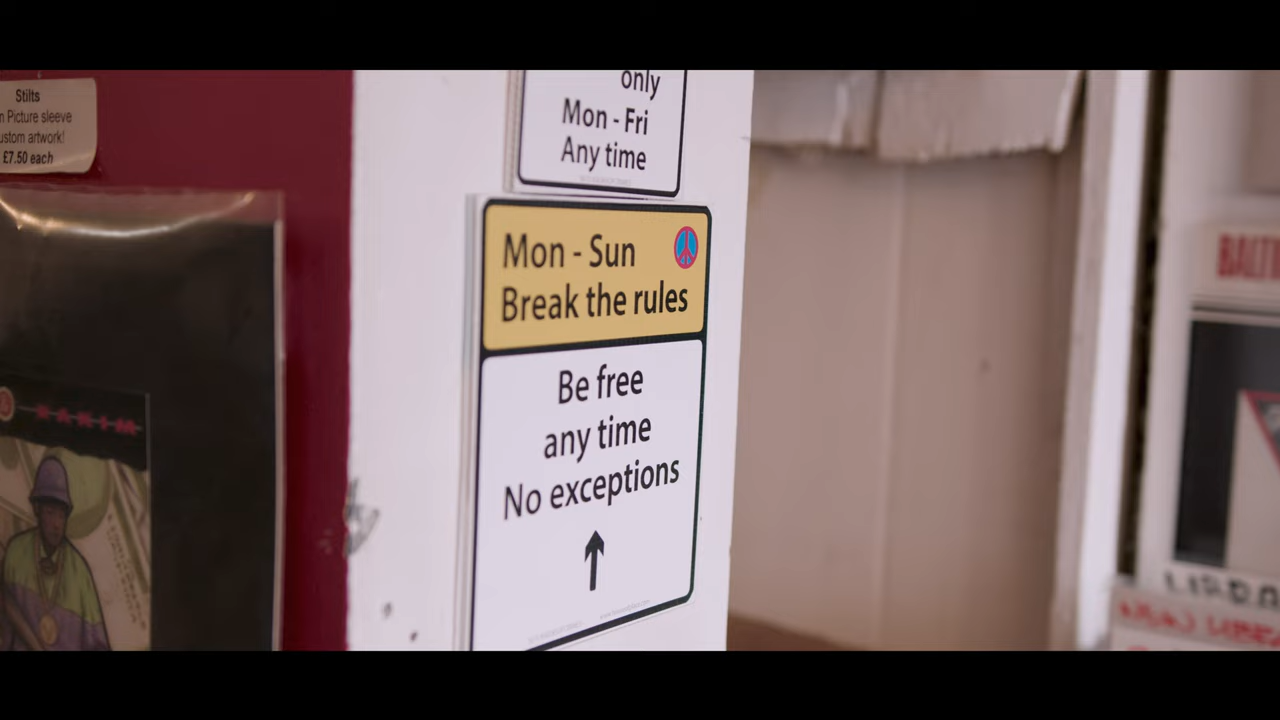 Stilts
Picture sleeve
ustom artwork!
£7.50 each
only
Mon - Fri
Any time
Mon - Sun
Break the rules
Be free
any time
No exceptions